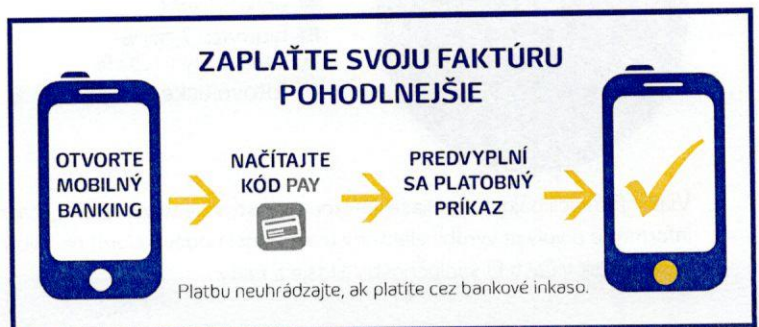 ZAPLAŤTE SVOJU FAKTÚRU
POHODLNEJŠIE
OTVORTE
MOBILNÝ
BANKING
NAČÍTAJTE
KÓD PAY
PREDVYPLNÍ
SA PLATOBNÝ
PRÍKAZ
Platbu neuhrádzajte, ak platíte cez bankové inkaso.